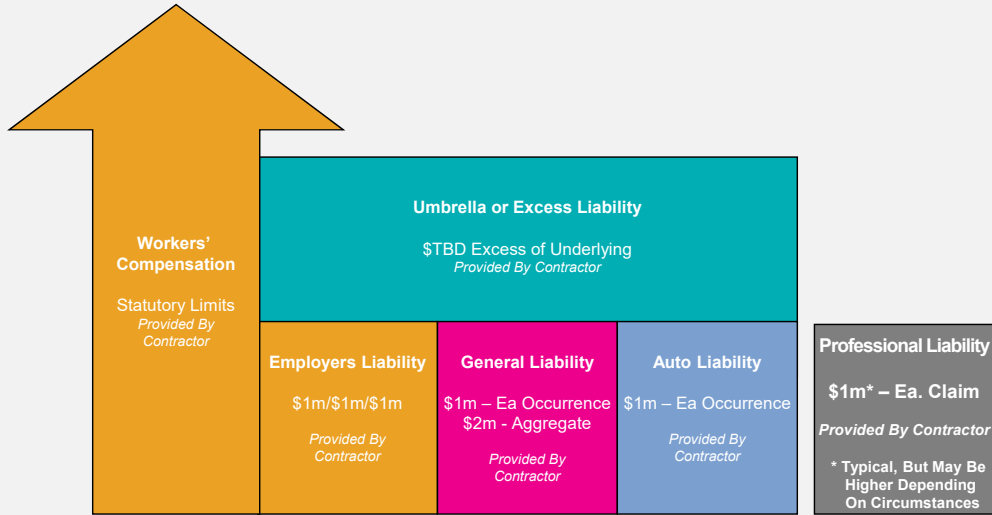 Workers'
Compensation
Statutory Limits
Provided By
Contractor
Umbrella or Excess Liability
$TBD Excess of Underlying
Provided By Contractor
Employers Liability
$1m/$1m/$1m
Provided By
Contractor
General Liability
$1m – Ea Occurrence
$2m - Aggregate
Provided By
Contractor
Auto Liability
$1m – Ea Occurrence
Provided By
Contractor
Professional Liability
$1m* – Ea. Claim
Provided By Contractor
* Typical, But May Be
Higher Depending
On Circumstances